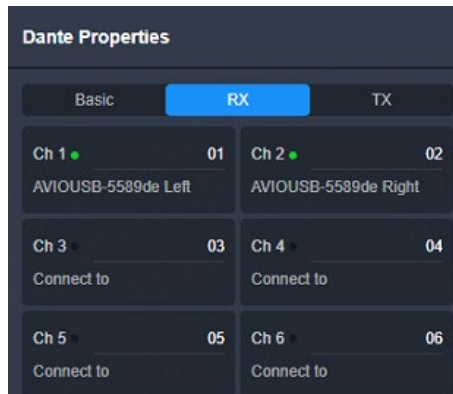 Dante Properties
Basic RX TX
Ch 1 01 Ch 2 02
AVIOUSB-5589de Left AVIOUSB-5589de Right
Ch 3 03 Ch 4 04
Connect to Connect to
Ch 5 05 Ch 6 06
Connect to Connect to